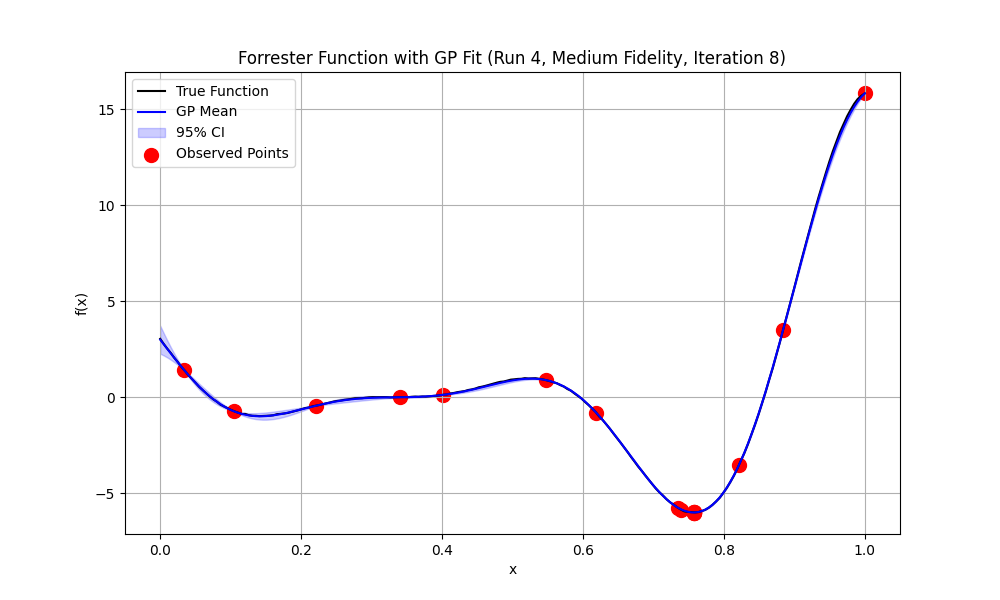 Forrester Function with GP Fit (Run 4, Medium Fidelity, Iteration 8)
True Function
GP Mean
95% CI
Observed Points
f(x)
15
10
5
0
−5
0.0 0.2 0.4 0.6 0.8 1.0
x